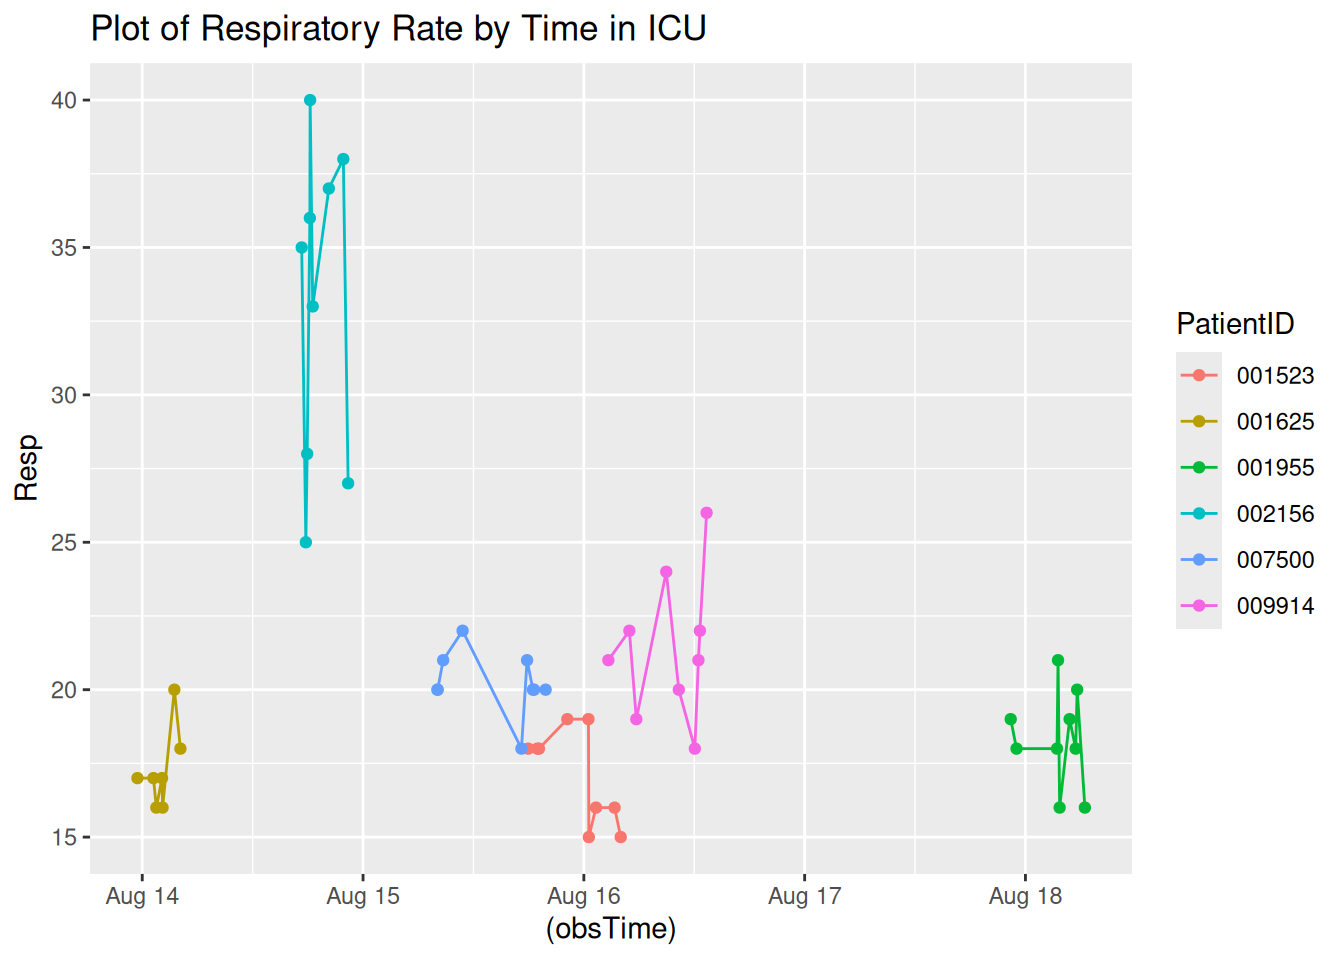 Plot of Respiratory Rate by Time in ICU
40
35
30
25
20
15
Resp
Aug 14 Aug 15 Aug 16 Aug 17 Aug 18
(obsTime)
PatientID
001523
001625
001955
002156
007500
009914